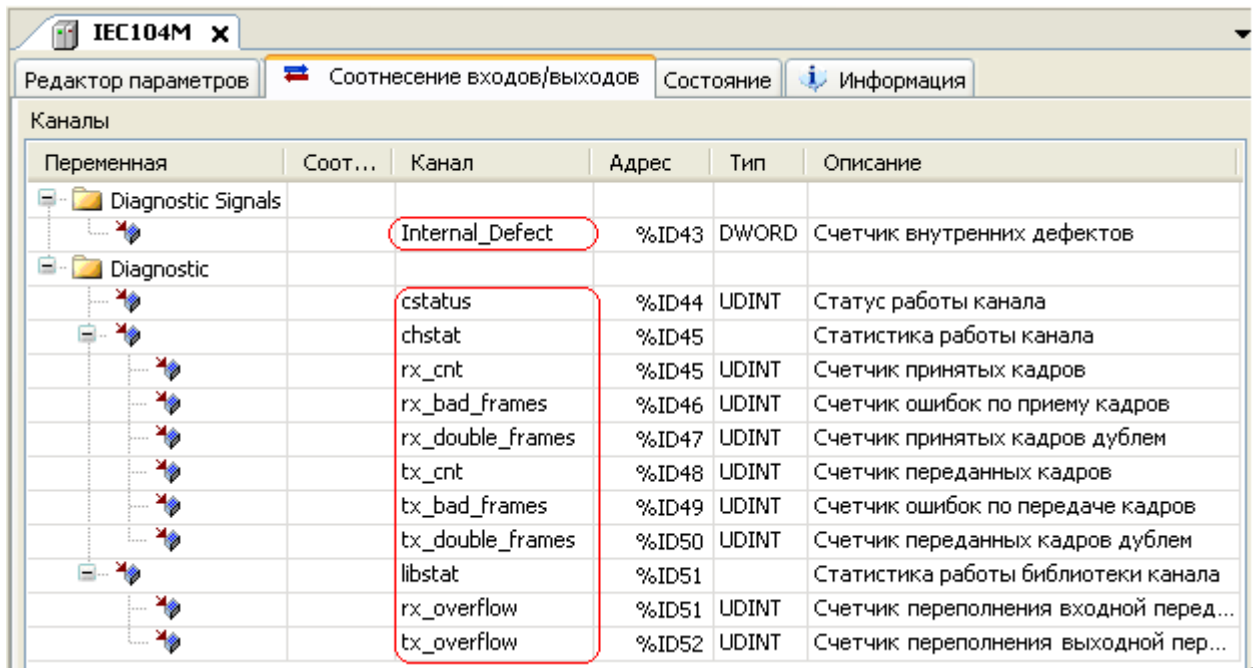 IEC104M x
Редактор параметров Соотнесение входов/выходов Состояние Информация
Каналы
Переменная Соот... Канал Адрес Тип Описание
Diagnostic Signals
Internal_Defect %ID43 DWORD Счетчик внутренних дефектов
Diagnostic
cstatus %ID44 UDINT Статус работы канала
chstat %ID45 Статистика работы канала
rx_cnt %ID45 UDINT Счетчик принятых кадров
rx_bad_frames %ID46 UDINT Счетчик ошибок по приему кадров
rx_double_frames %ID47 UDINT Счетчик принятых кадров дублем
tx_cnt %ID48 UDINT Счетчик переданных кадров
tx_bad_frames %ID49 UDINT Счетчик ошибок по передаче кадров
tx_double_frames %ID50 UDINT Счетчик переданных кадров дублем
libstat %ID51 Статистика работы библиотеки канала
rx_overflow %ID51 UDINT Счетчик переполнения входной перед...
tx_overflow %ID52 UDINT Счетчик переполнения выходной пер...